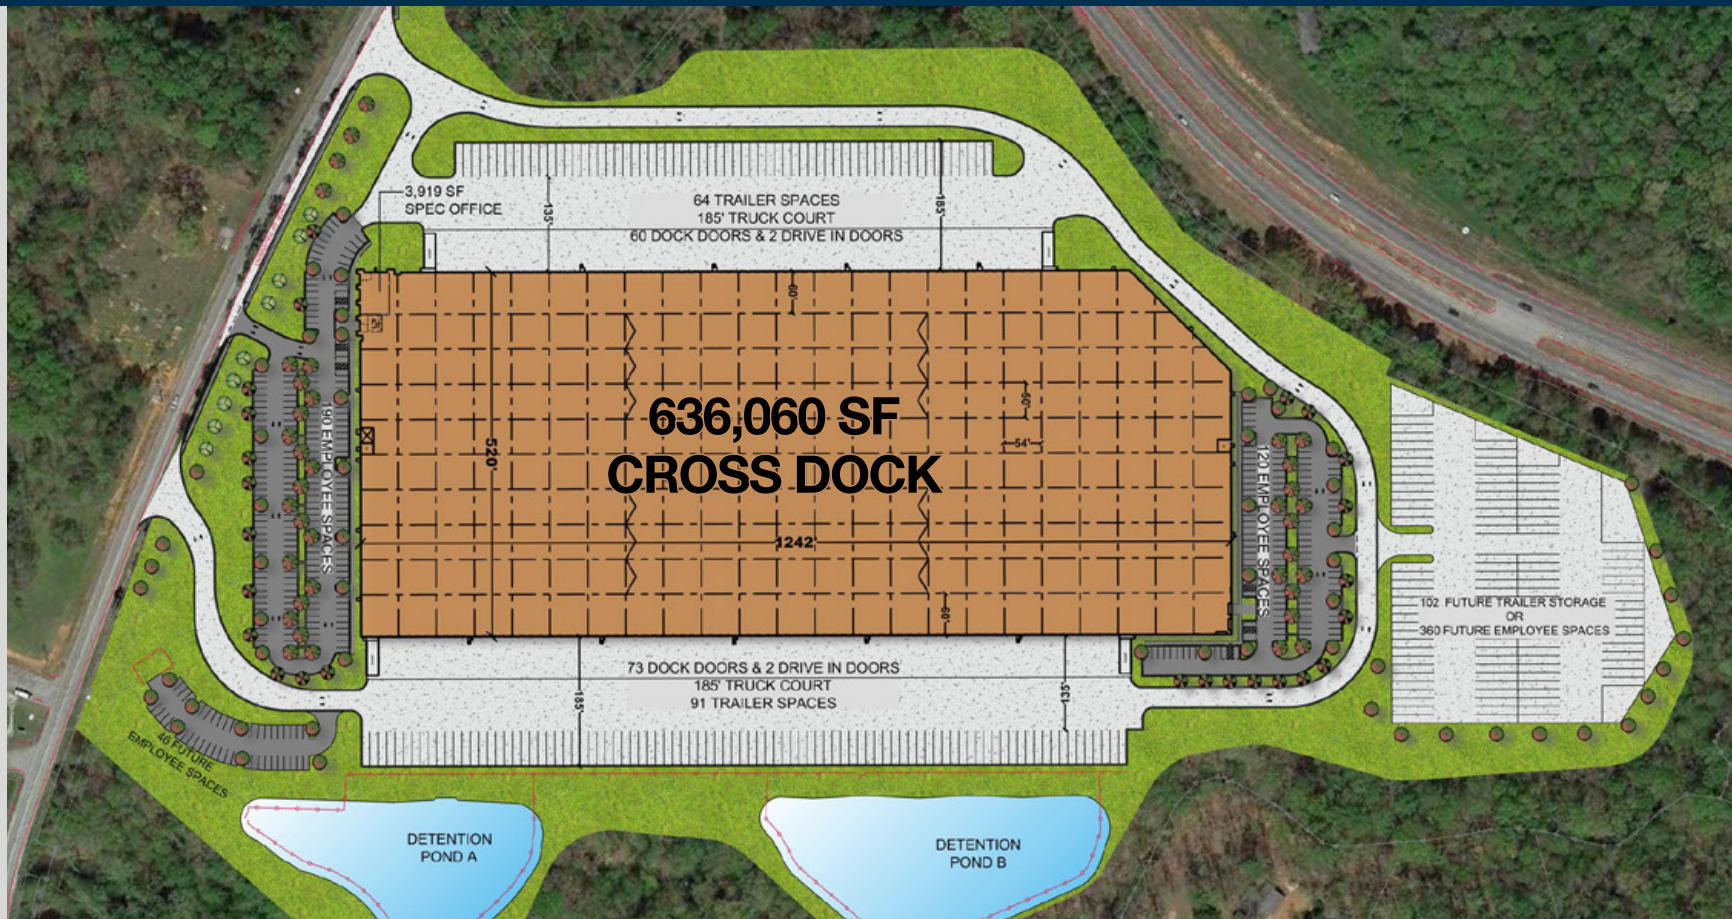 3,919 SF
SPEC OFFICE
135'
64 TRAILER SPACES
185' TRUCK COURT
60 DOCK DOORS & 2 DRIVE IN DOORS
185'
60'
190 EMPLOYEE SPACES
520'
636,060 SF
CROSS DOCK
60'
54'
1242'
60'
120 EMPLOYEE SPACES
102 FUTURE TRAILER STORAGE
OR
360 FUTURE EMPLOYEE SPACES
73 DOCK DOORS & 2 DRIVE IN DOORS
185' TRUCK COURT
91 TRAILER SPACES
185'
135'
46 FUTURE
EMPLOYEE SPACES
DETENTION
POND A
DETENTION
POND B